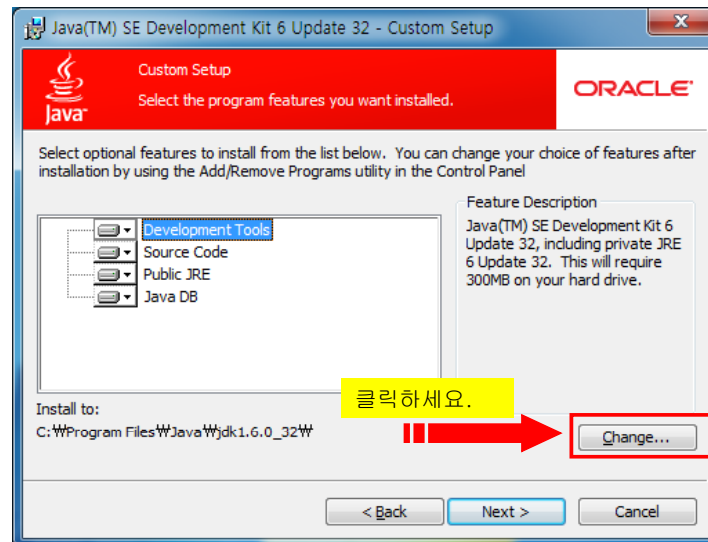 Java(TM) SE Development Kit 6 Update 32 - Custom Setup
Java™
Custom Setup
Select the program features you want installed.
ORACLE®
Select optional features to install from the list below. You can change your choice of features after
installation by using the Add/Remove Programs utility in the Control Panel
Development Tools
Source Code
Public JRE
Java DB
Feature Description
Java(TM) SE Development Kit 6
Update 32, including private JRE
6 Update 32. This will require
300MB on your hard drive.
클릭하세요.
Install to:
C:₩Program Files₩Java₩jdk1.6.0_32₩
Change...
< Back
Next >
Cancel